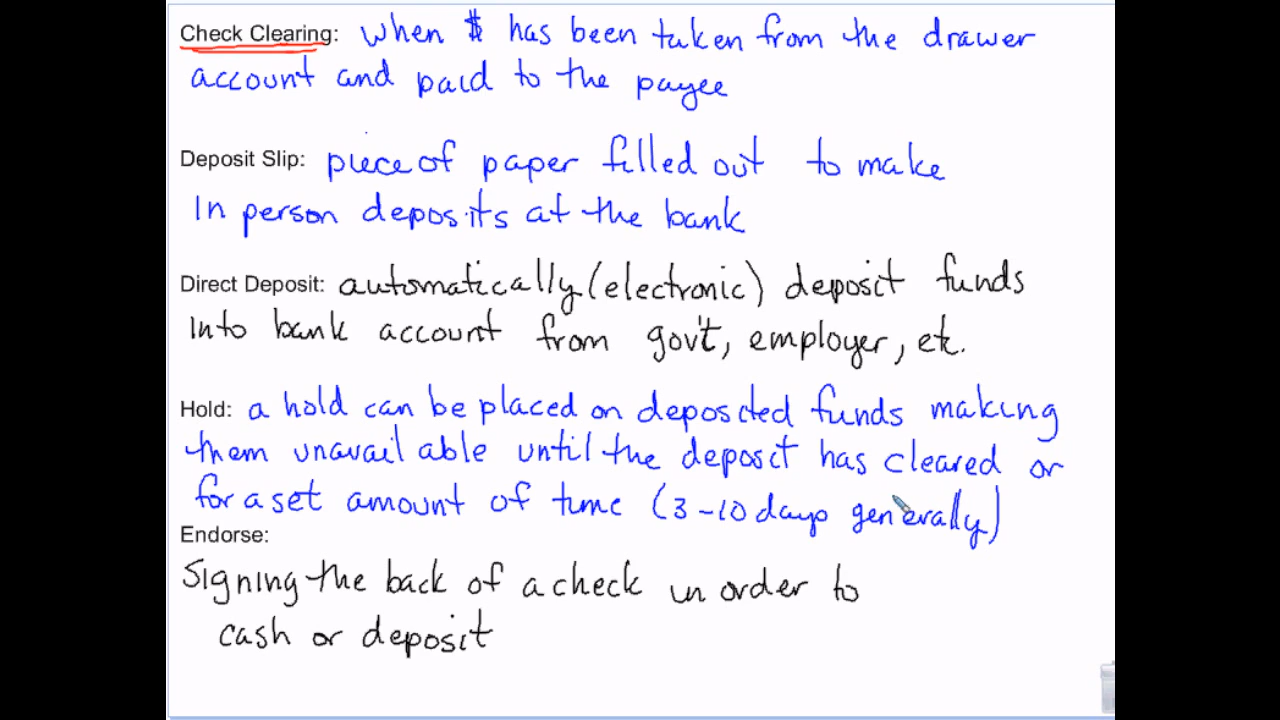 Check Clearing: when $ has been taken from the drawer
account and paid to the payee
Deposit Slip: piece of paper filled out to make
In person deposits at the bank
Direct Deposit: automatically (electronic) deposit funds
Into bank account from gov't, employer, etc.
Hold: a hold can be placed on deposited funds making
them unavailable until the deposit has cleared or
for a set amount of time (3-10 days generally)
Endorse:
Signing the back of a check in order to
cash or deposit